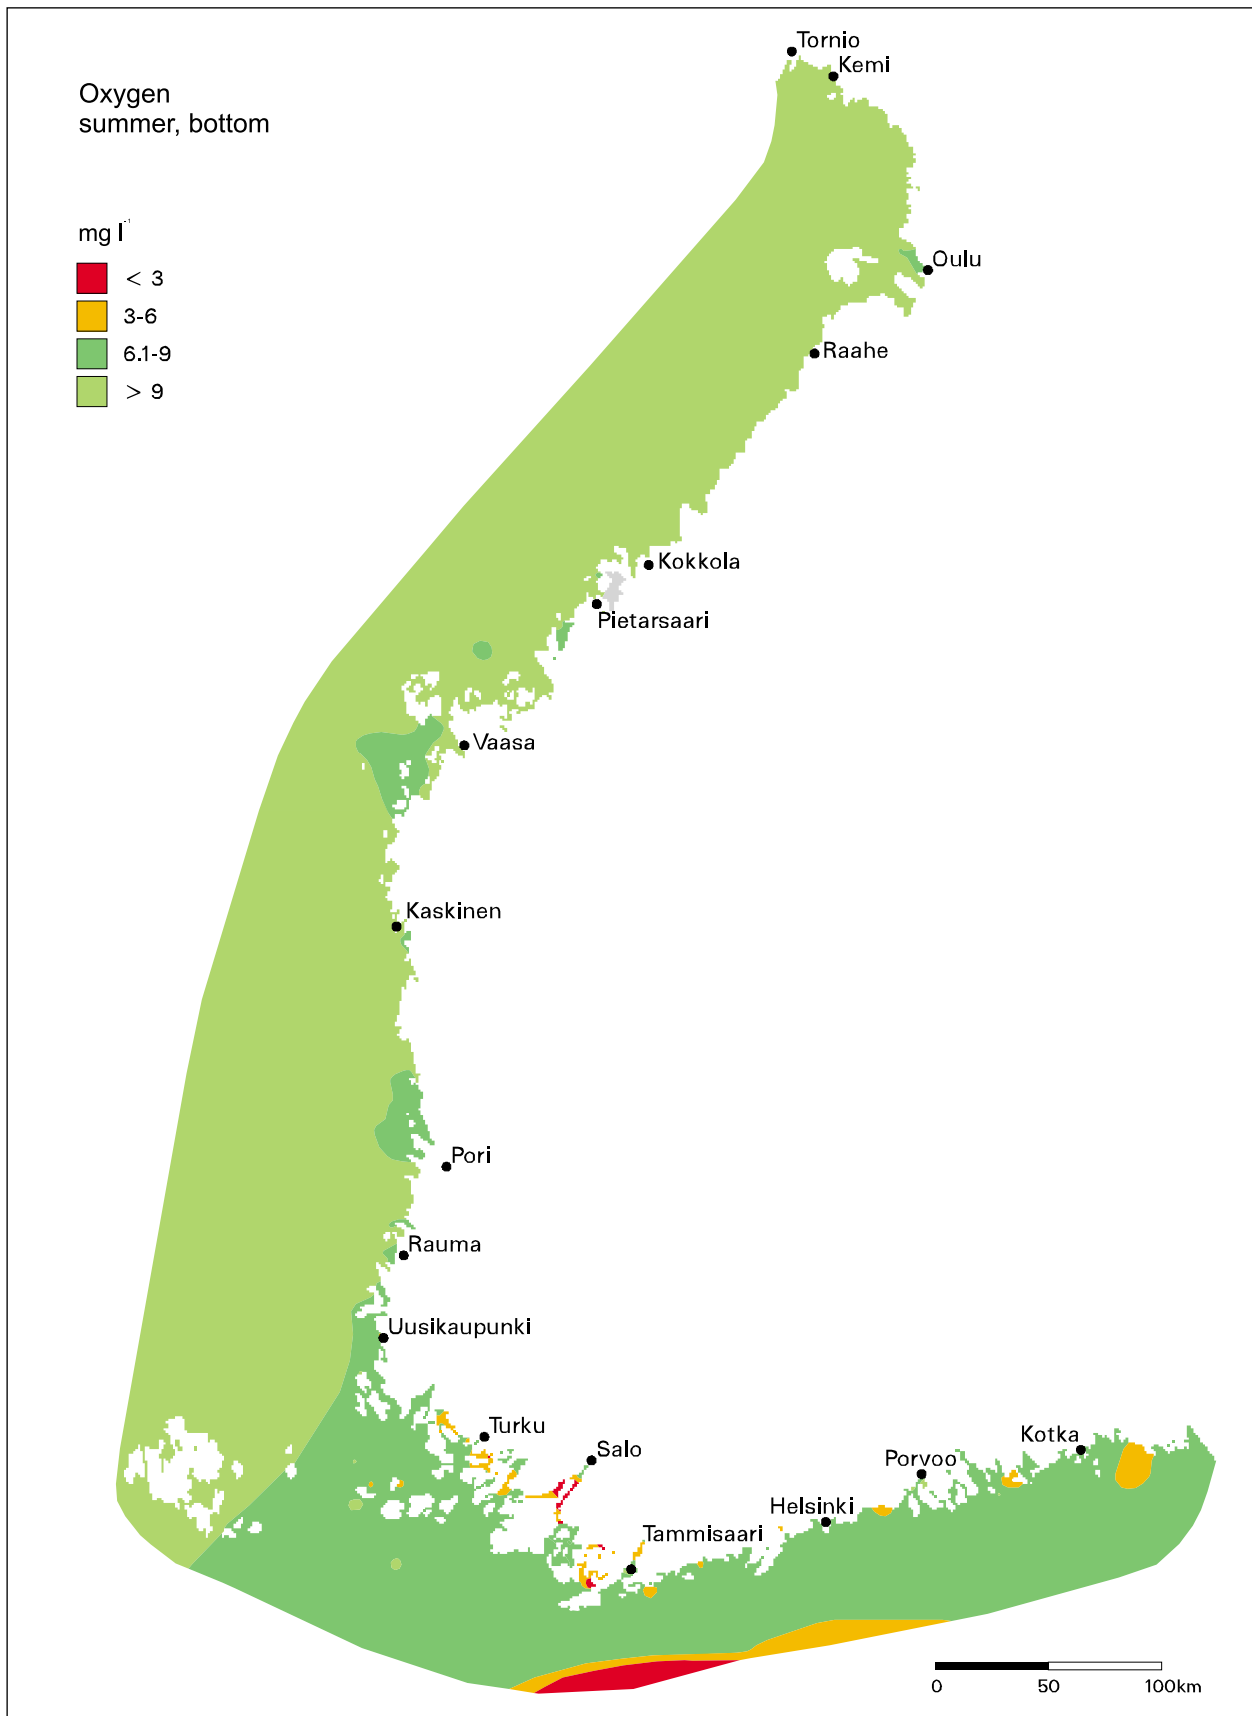 Oxygen
summer, bottom
mg l⁻¹
< 3
3-6
6.1-9
> 9
Tornio
Kemi
Oulu
Raahe
Kokkola
Pietarsaari
Vaasa
Kaskinen
Pori
Rauma
Uusikaupunki
Turku
Salo
Tammisaari
Helsinki
Porvoo
Kotka
0 50 100km